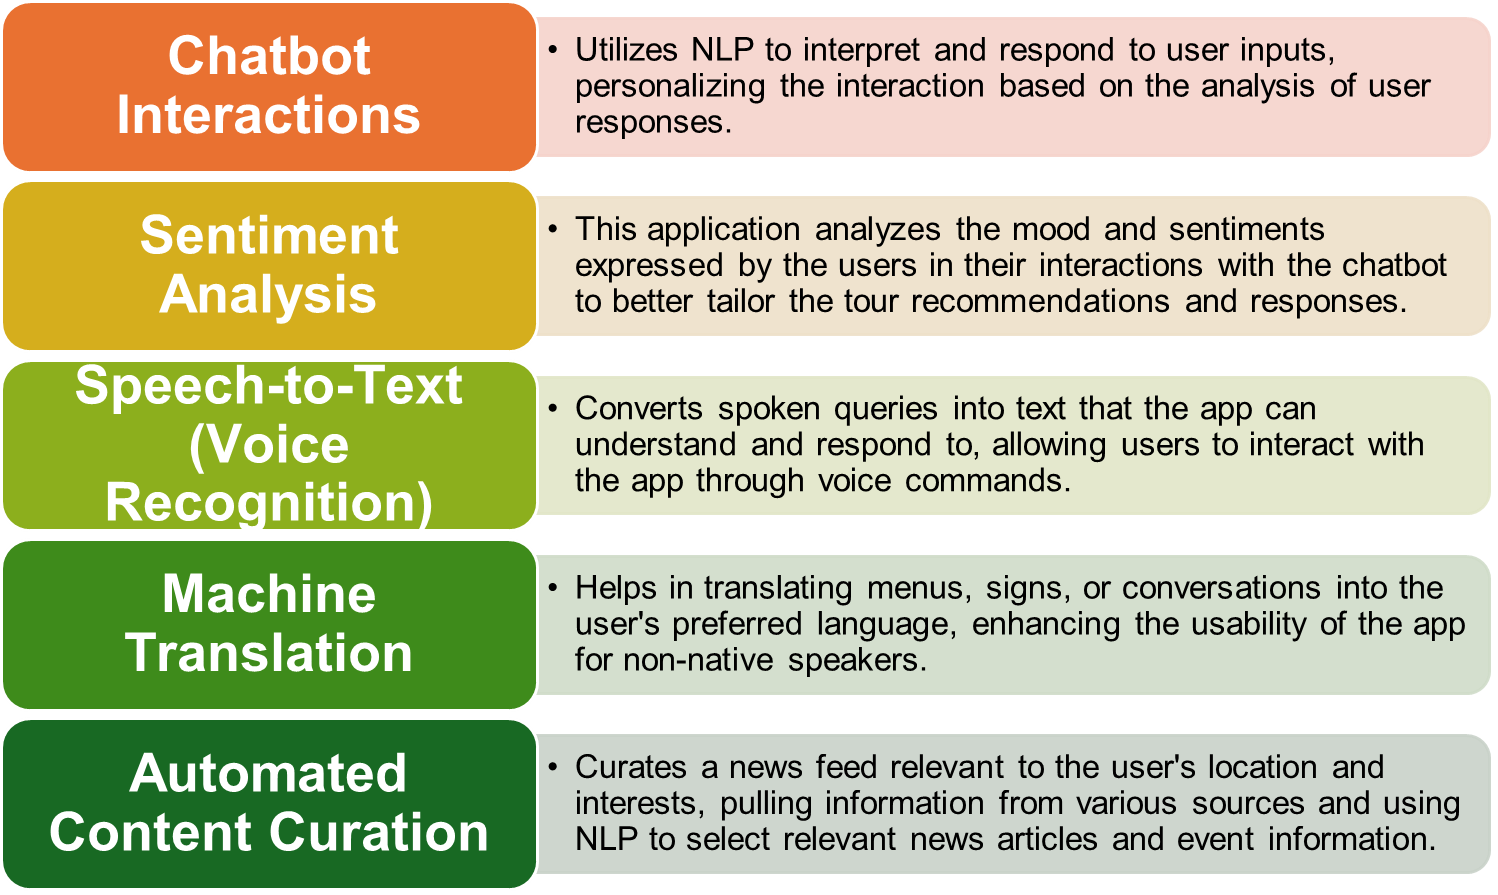 Chatbot
Interactions
• Utilizes NLP to interpret and respond to user inputs,
personalizing the interaction based on the analysis of user
responses.
Sentiment
Analysis
• This application analyzes the mood and sentiments
expressed by the users in their interactions with the chatbot
to better tailor the tour recommendations and responses.
Speech-to-Text
(Voice
Recognition)
• Converts spoken queries into text that the app can
understand and respond to, allowing users to interact with
the app through voice commands.
Machine
Translation
• Helps in translating menus, signs, or conversations into the
user's preferred language, enhancing the usability of the app
for non-native speakers.
Automated
Content Curation
• Curates a news feed relevant to the user's location and
interests, pulling information from various sources and using
NLP to select relevant news articles and event information.